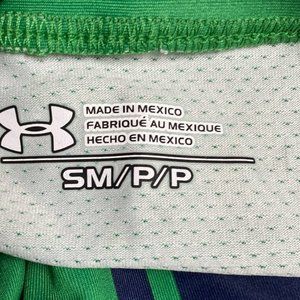 MADE IN MEXICO
FABRIQUÉ AU MEXIQUE
HECHO EN MEXICO
SM/P/P